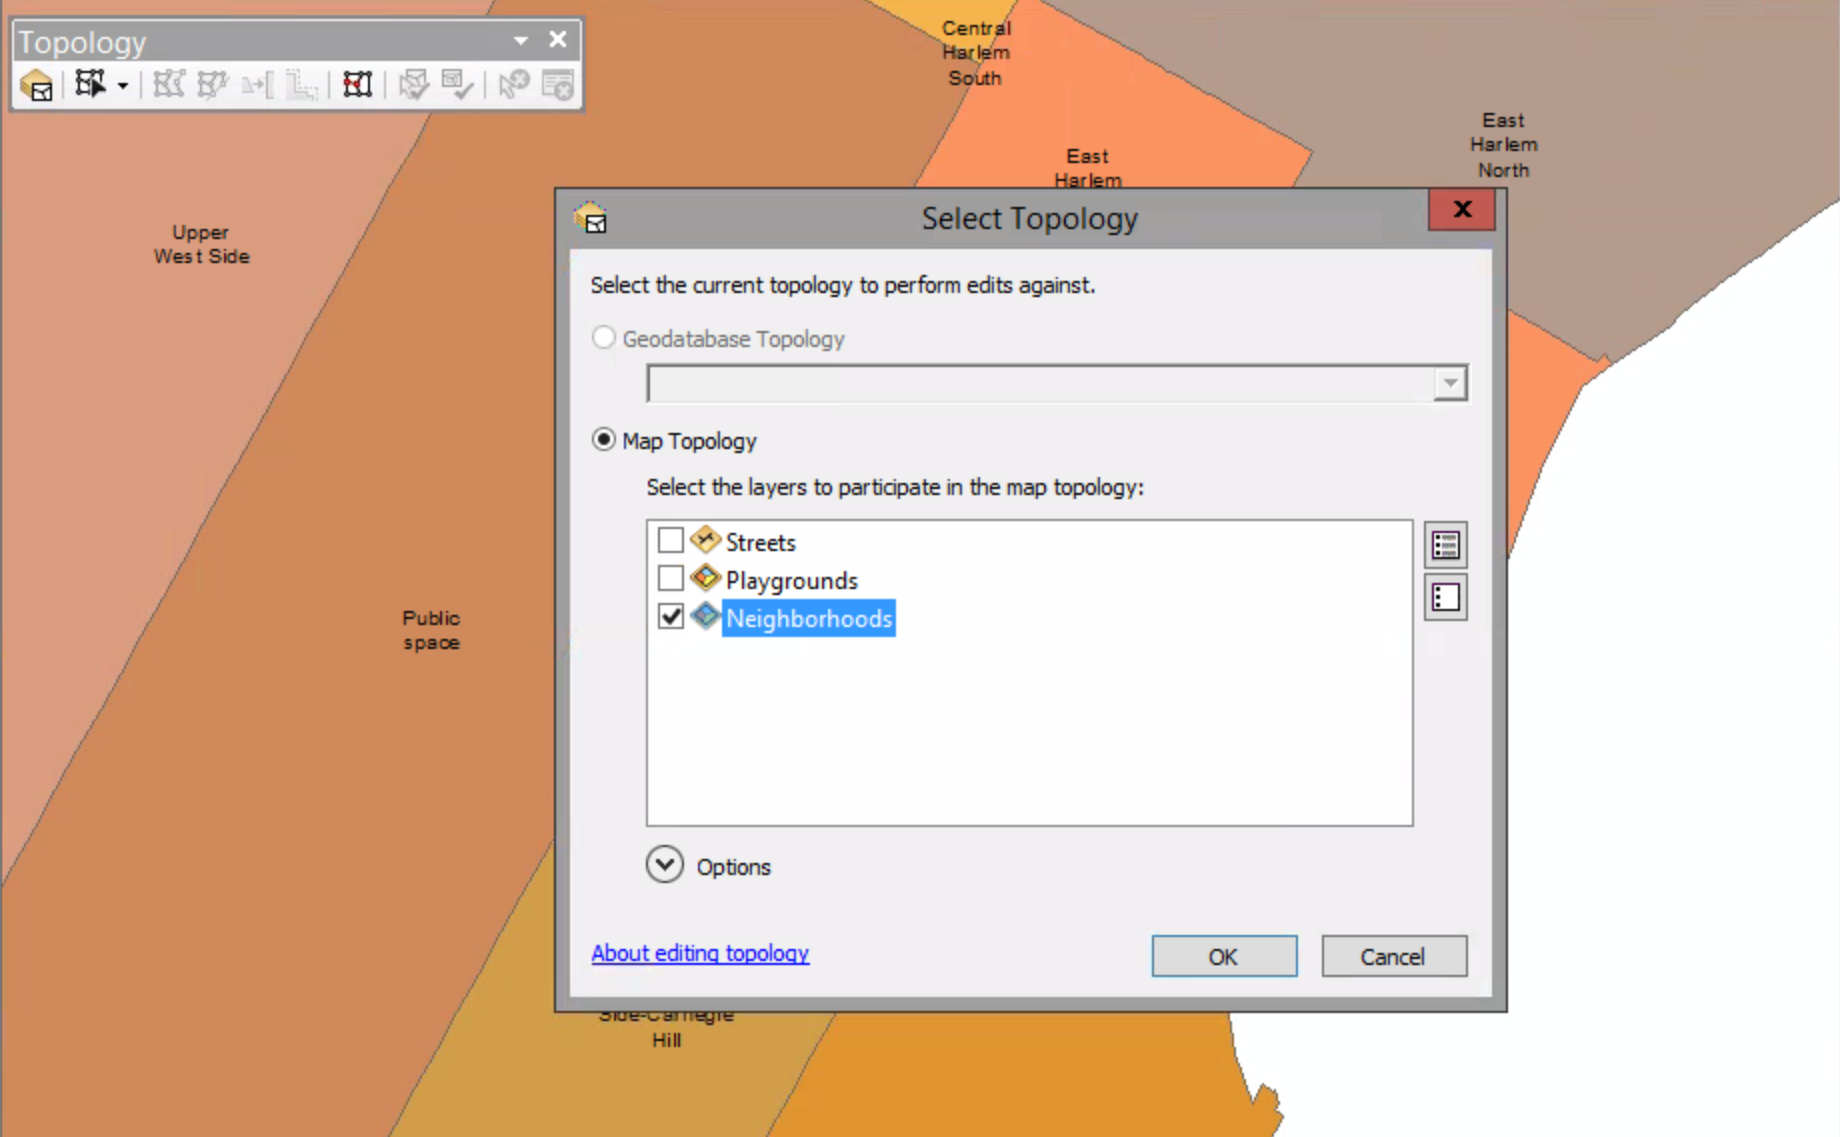 Topology
Central
Harlem
South
East
Harlem
North
East
Harlem
Upper
West Side
Public
space
Select Topology
X
Select the current topology to perform edits against.
Geodatabase Topology
Map Topology
Select the layers to participate in the map topology:
Streets
Playgrounds
Neighborhoods
Options
About editing topology
OK
Cancel
Side-Carnegie
Hill